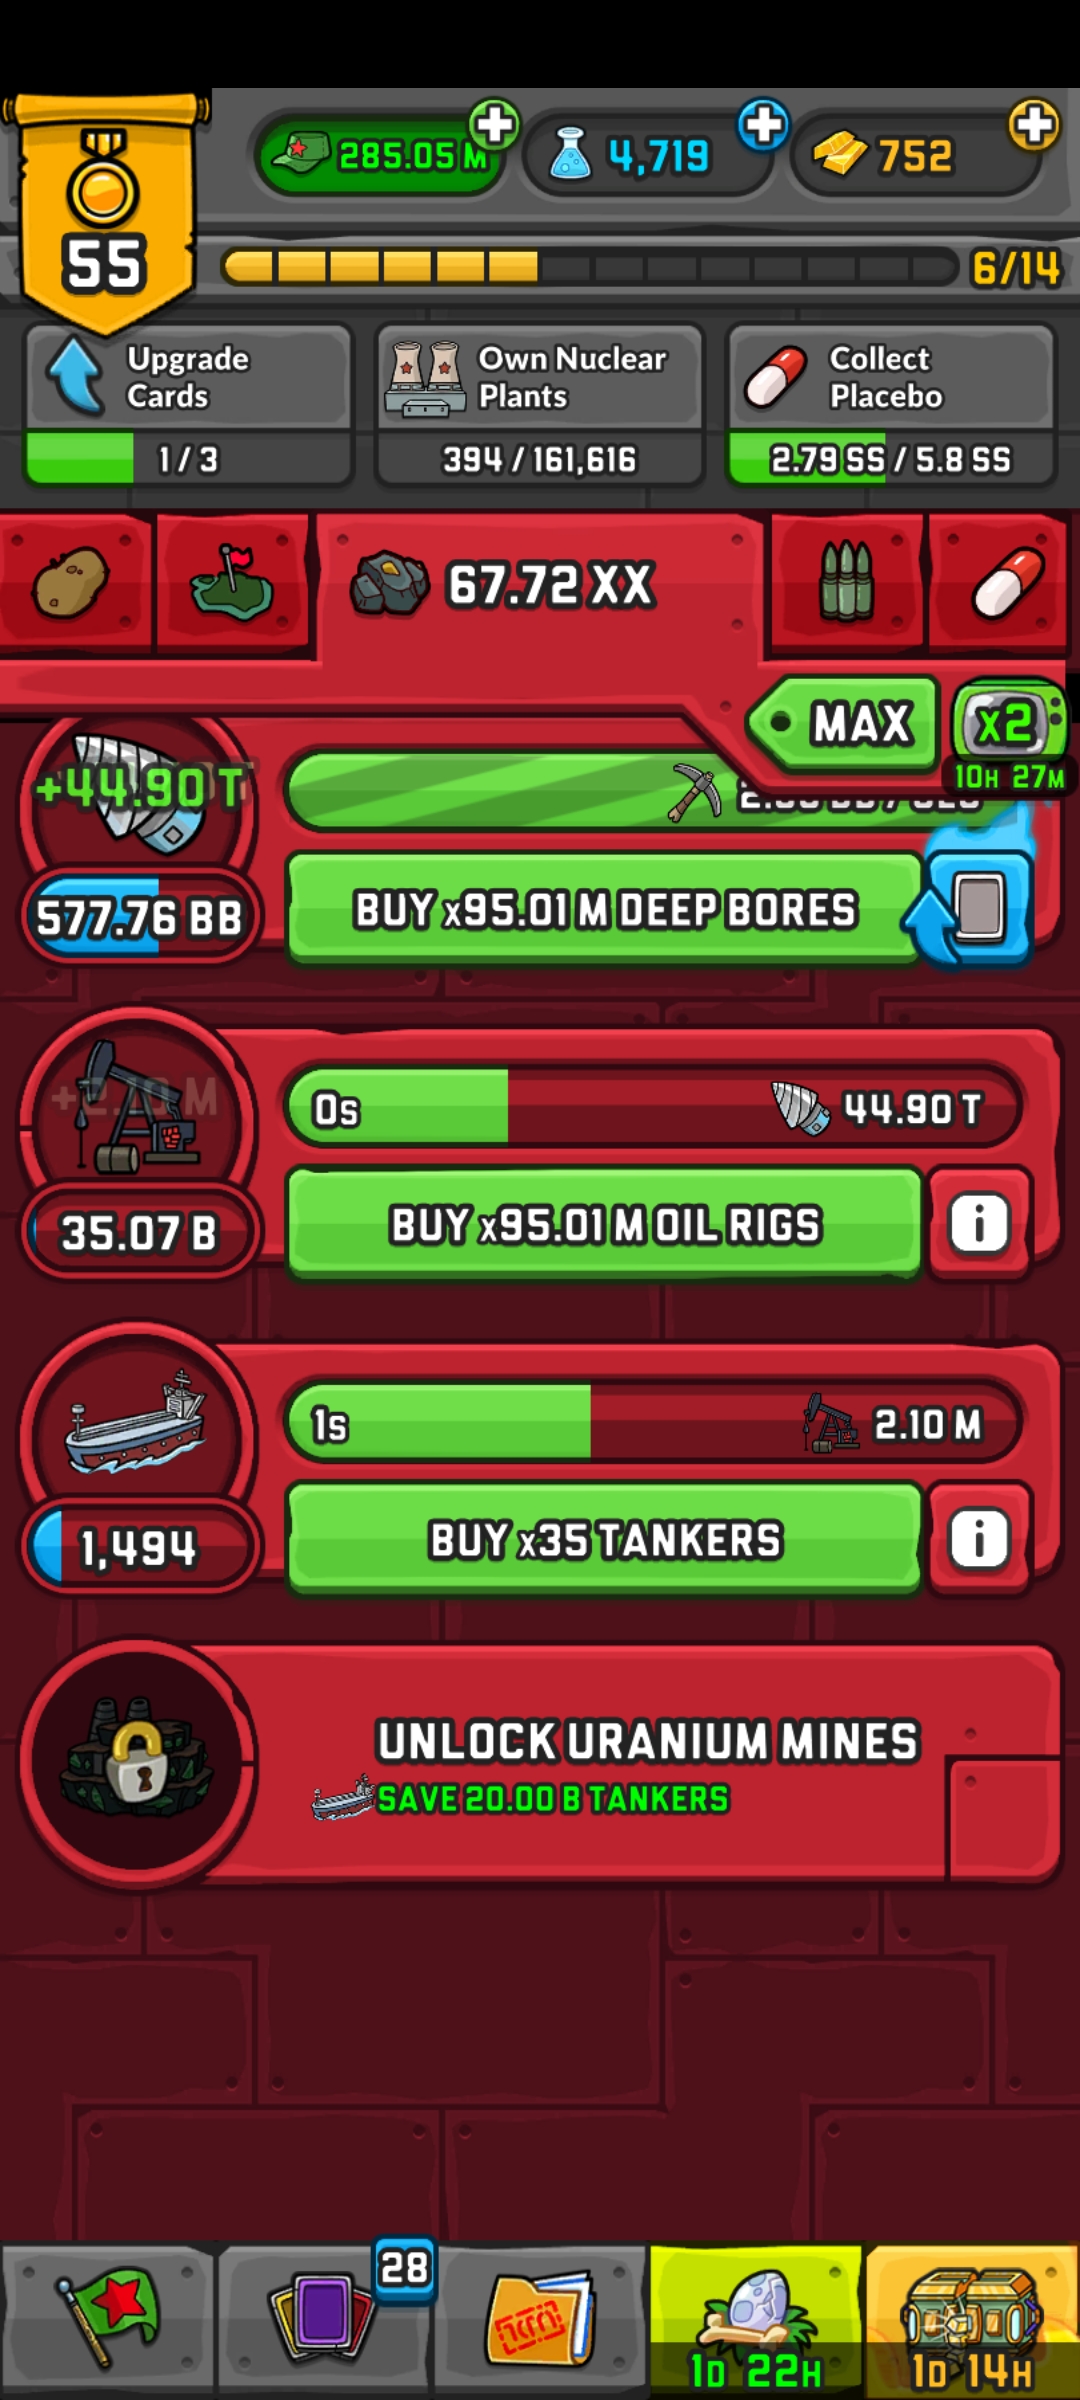 285.05 M
4,719
752
55
6/14
Upgrade
Cards
1 / 3
Own Nuclear
Plants
394 / 161,616
Collect
Placebo
2.79 SS / 5.8 SS
67.72 XX
MAX
x2
10H 27M
+44.90 T
577.76 BB
BUY x95.01 M DEEP BORES
+2.10 M
0s
44.90 T
35.07 B
BUY x95.01 M OIL RIGS
i
1s
2.10 M
1,494
BUY x35 TANKERS
i
UNLOCK URANIUM MINES
SAVE 20.00 B TANKERS
28
1D 22H
1D 14H